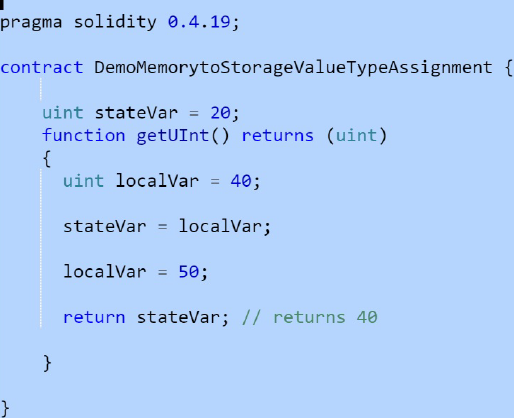 pragma solidity 0.4.19;
contract DemoMemorytoStorageValueTypeAssignment {
uint stateVar = 20;
function getUInt() returns (uint)
{
uint localVar = 40;
stateVar = localVar;
localVar = 50;
return stateVar; // returns 40
}
}